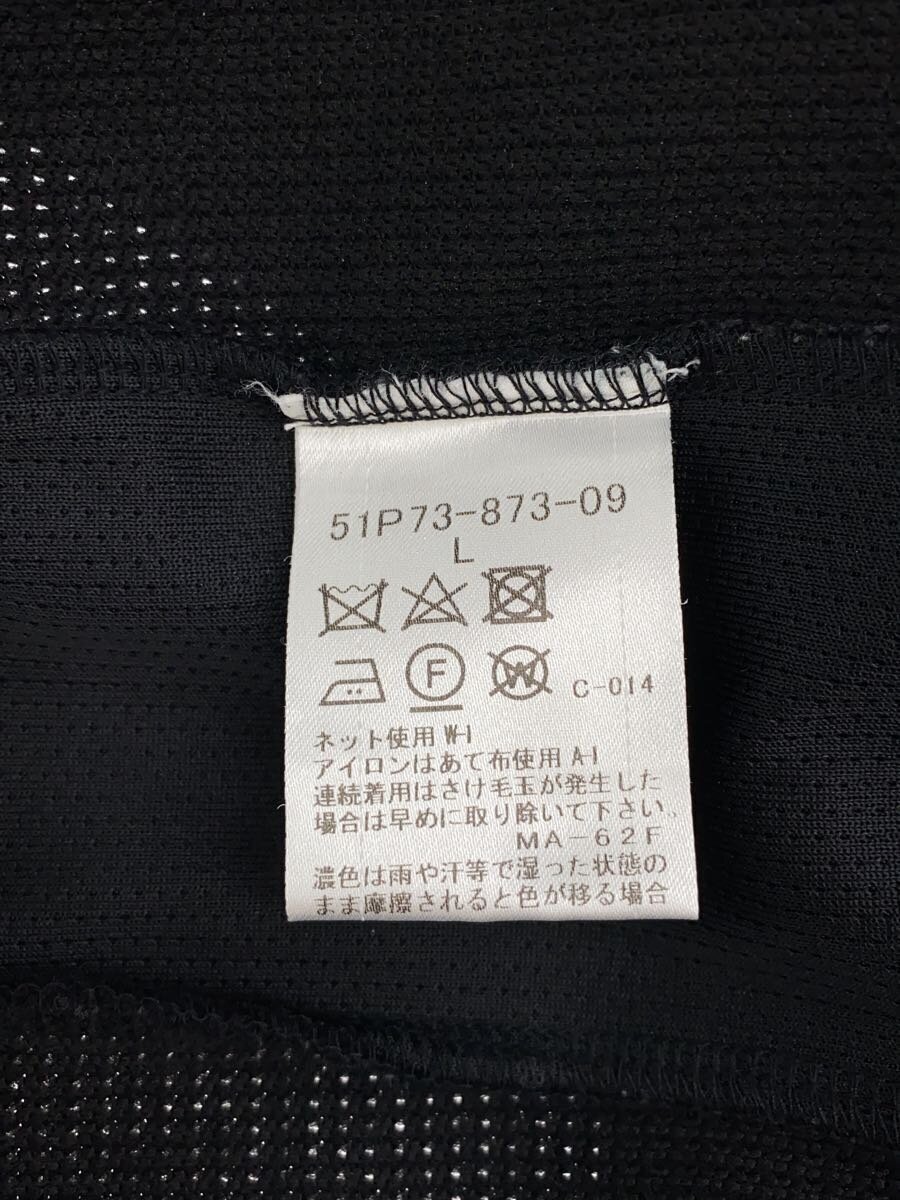 51P73-873-09
L
F W C-014
ネット使用 W-1
アイロンはあて布使用 A-1
連続着用はさけ毛玉が発生した
場合は早めに取り除いて下さい。
MA-62F
濃色は雨や汗等で湿った状態の
まま摩擦されると色が移る場合